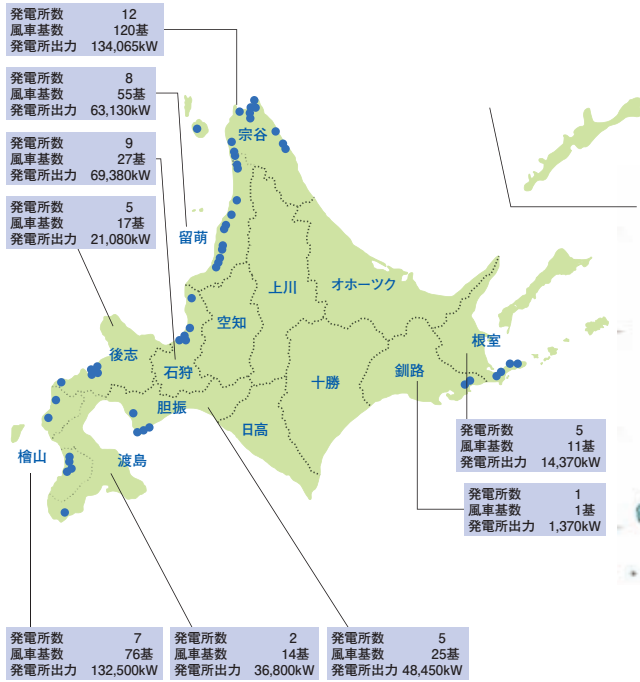 発電所数 12
風車基数 120基
発電所出力 134,065kW
発電所数 8
風車基数 55基
発電所出力 63,130kW
発電所数 9
風車基数 27基
発電所出力 69,380kW
発電所数 5
風車基数 17基
発電所出力 21,080kW
宗谷
留萌
上川
オホーツク
空知
後志
石狩
胆振
日高
十勝
釧路
根室
檜山
渡島
発電所数 5
風車基数 11基
発電所出力 14,370kW
発電所数 1
風車基数 1基
発電所出力 1,370kW
発電所数 7
風車基数 76基
発電所出力 132,500kW
発電所数 2
風車基数 14基
発電所出力 36,800kW
発電所数 5
風車基数 25基
発電所出力 48,450kW